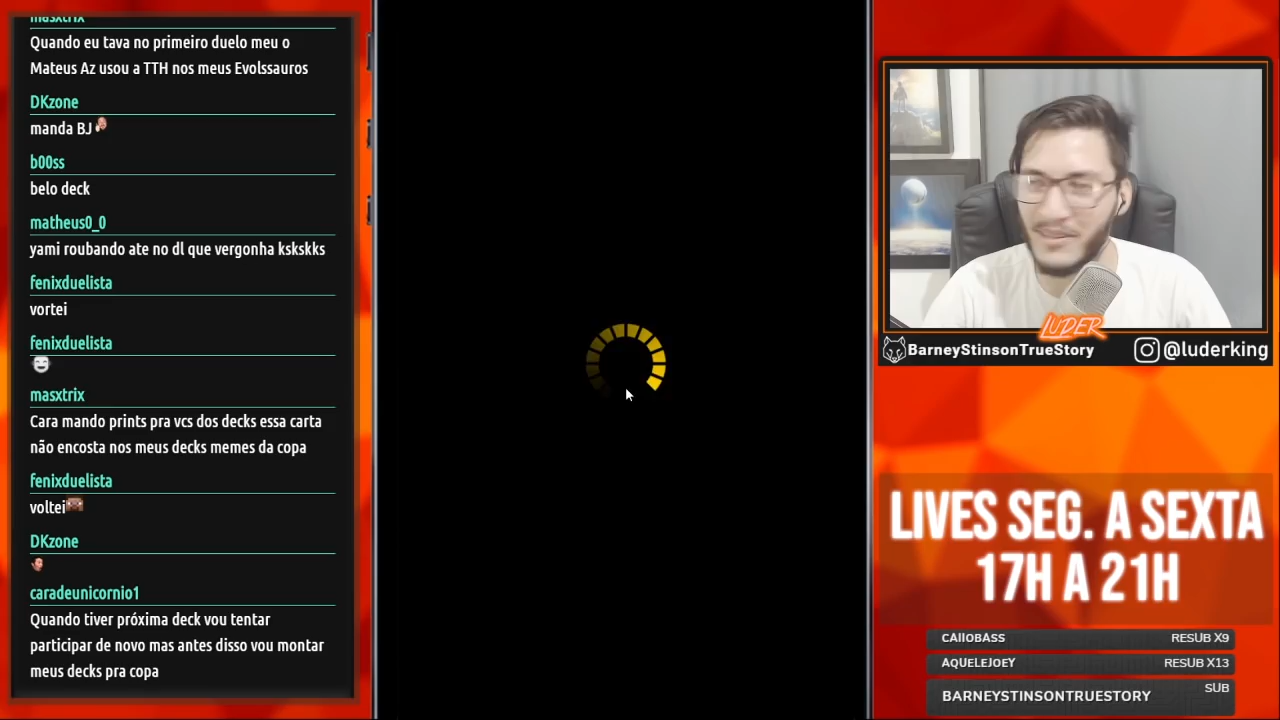 masxtrix
Quando eu tava no primeiro duelo meu o
Mateus Az usou a TTH nos meus Evolssauros
DKzone
manda BJ
b00ss
belo deck
matheus0_0
yami roubando ate no dl que vergonha ksksкks
fenixduelista
vortei
fenixduelista
masxtrix
Cara mando prints pra vcs dos decks essa carta
não encosta nos meus decks memes da copa
fenixduelista
voltei
DKzone
caradeunicornio1
Quando tiver próxima deck vou tentar
participar de novo mas antes disso vou montar
meus decks pra copa
LUDER
BarneyStinsonTrueStory
@luderking
LIVES SEG. A SEXTA
17H A 21H
CAIIOBASS RESUB X9
AQUELEJOEY RESUB X13
BARNEYSTINSONTRUESTORY SUB